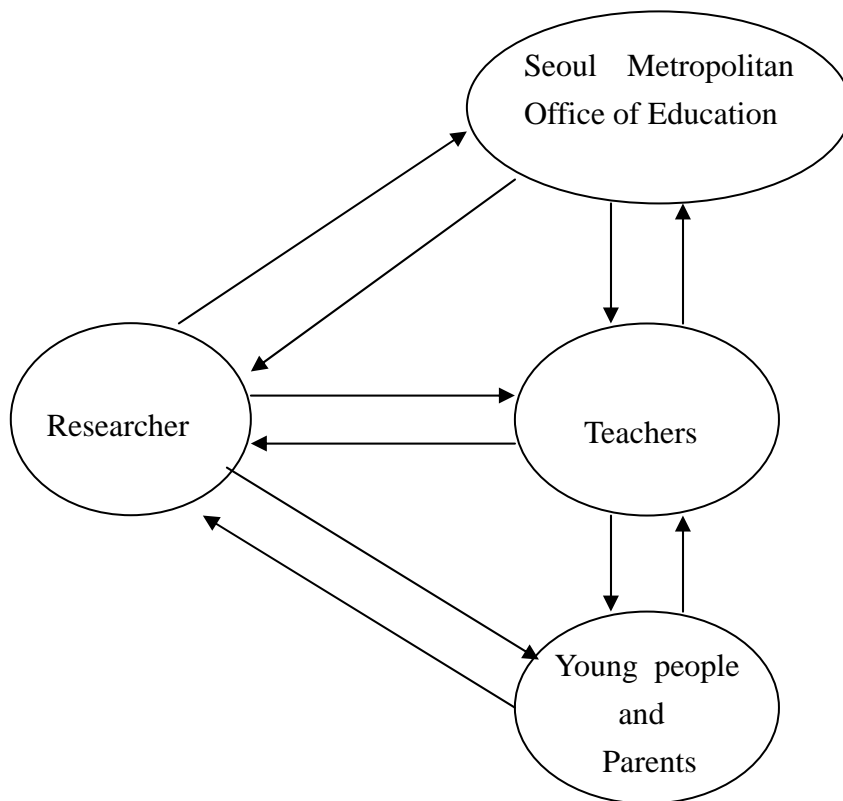 Seoul Metropolitan
Office of Education
Researcher
Teachers
Young people
and
Parents